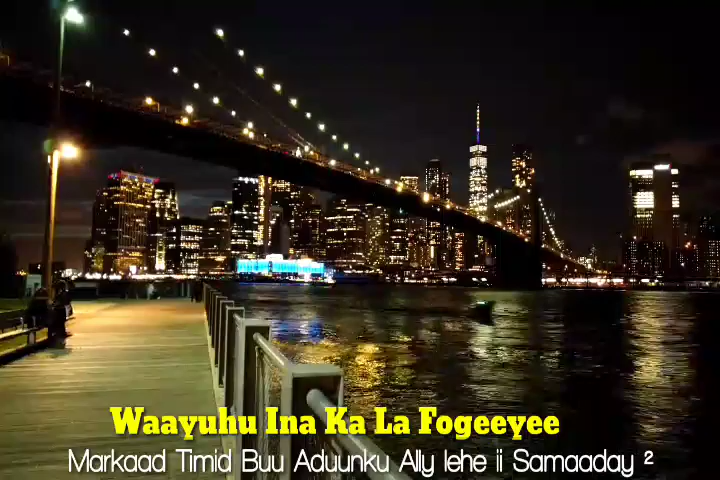 Waayuhu Ina Ka La Fogeeyee
Markaad Timid Buu Aduunku Ally lehe ii Samaaday ²